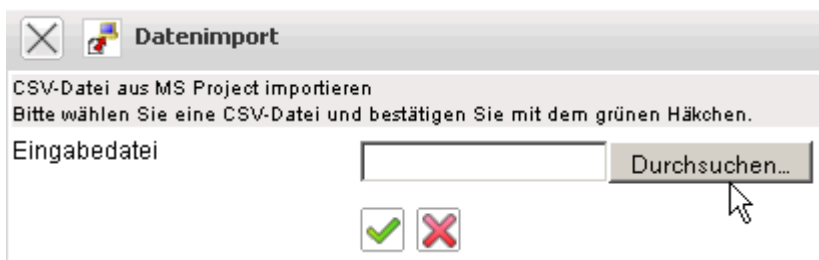 Datenimport
CSV-Datei aus MS Project importieren
Bitte wählen Sie eine CSV-Datei und bestätigen Sie mit dem grünen Häkchen.
Eingabedatei
Durchsuchen...